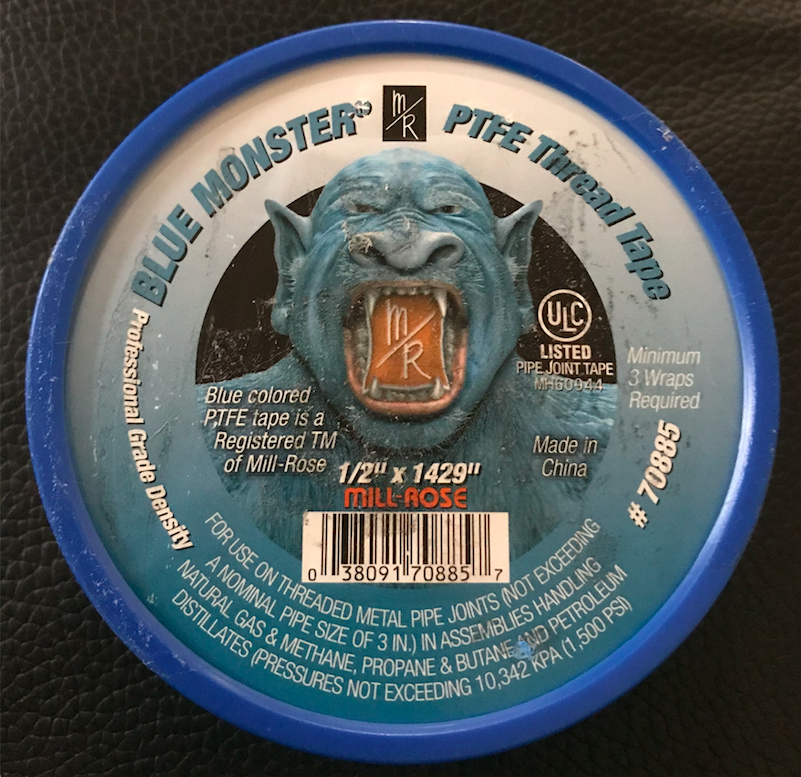 BLUE MONSTER®
m/R
PTFE Thread Tape
m/R
ULC
LISTED
PIPE JOINT TAPE
MH60944
Minimum
3 Wraps
Required
Professional Grade Density
Blue colored
PTFE tape is a
Registered TM
of Mill-Rose
Made in
China
# 70885
1/2" x 1429"
MILL-ROSE
0 38091 70885 7
FOR USE ON THREADED METAL PIPE JOINTS (NOT EXCEEDING
A NOMINAL PIPE SIZE OF 3 IN.) IN ASSEMBLIES HANDLING
NATURAL GAS & METHANE, PROPANE & BUTANE AND PETROLEUM
DISTILLATES (PRESSURES NOT EXCEEDING 10,342 KPA (1,500 PSI)